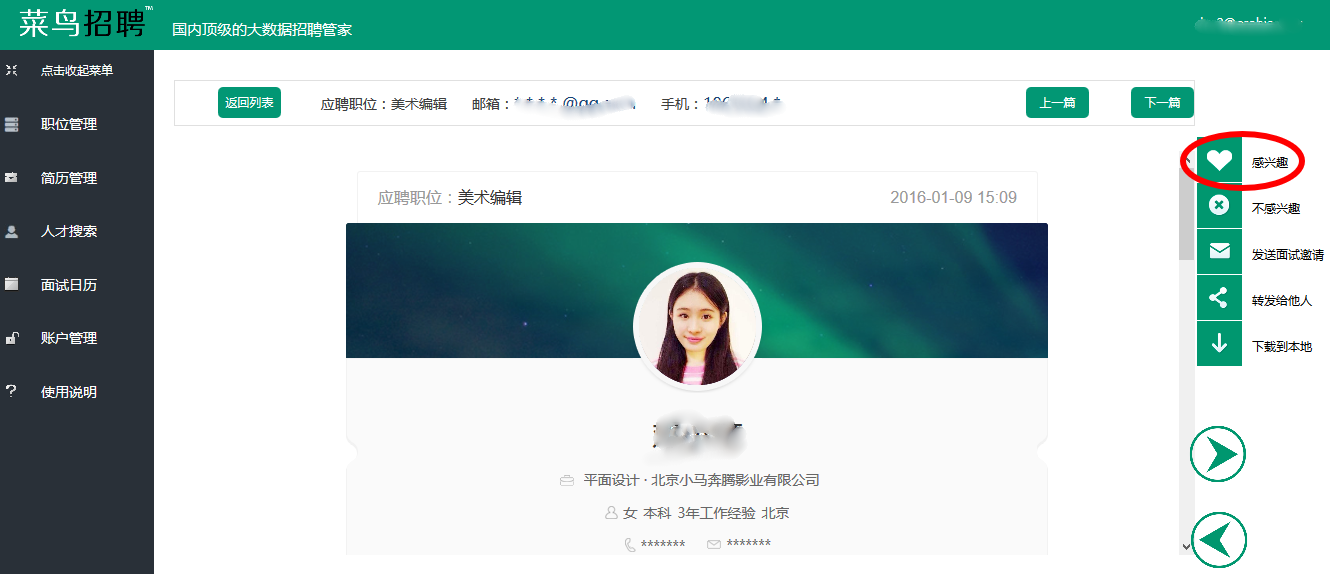 菜鸟招聘™ 国内顶级的大数据招聘管家
点击收起菜单
职位管理
简历管理
人才搜索
面试日历
账户管理
使用说明
返回列表 应聘职位：美术编辑 邮箱： 手机： 上一篇 下一篇
应聘职位：美术编辑 2016-01-09 15:09
平面设计 · 北京小马奔腾影业有限公司
女 本科 3年工作经验 北京
******* *******
感兴趣
不感兴趣
发送面试邀请
转发给他人
下载到本地